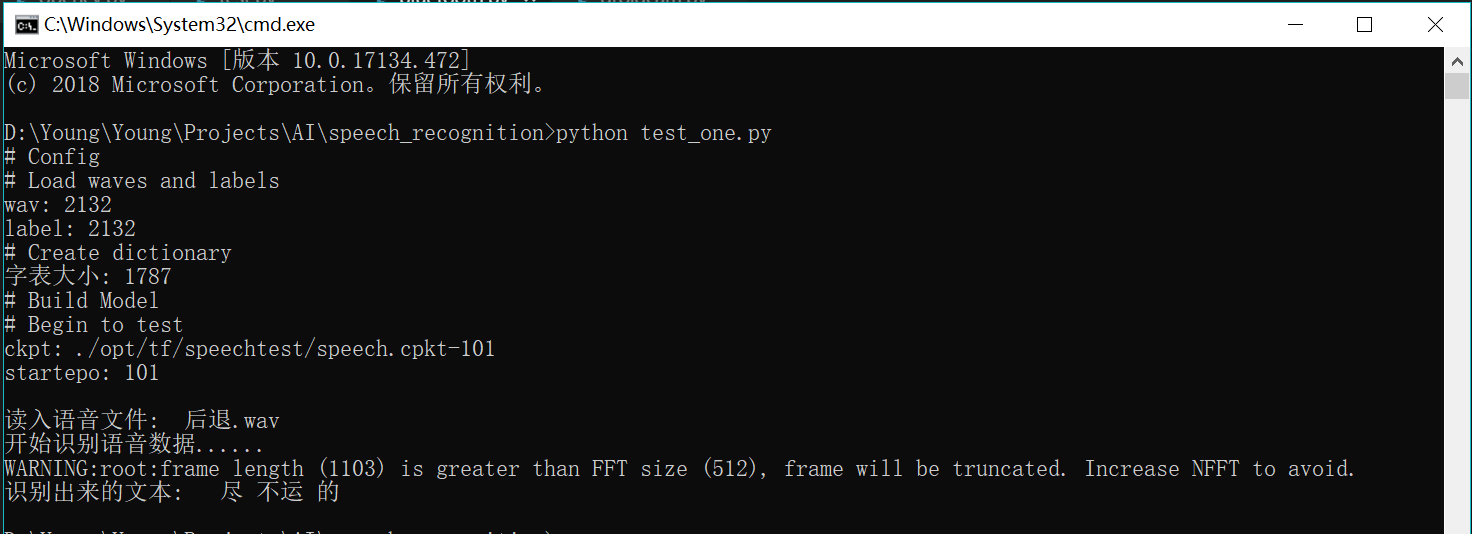 C:\Windows\System32\cmd.exe
Microsoft Windows [版本 10.0.17134.472]
(c) 2018 Microsoft Corporation。保留所有权利。
D:\Young\Young\Projects\AI\speech_recognition>python test_one.py
# Config
# Load waves and labels
wav: 2132
label: 2132
# Create dictionary
字表大小: 1787
# Build Model
# Begin to test
ckpt: ./opt/tf/speechtest/speech.cpkt-101
startepo: 101
读入语音文件:  后退.wav
开始识别语音数据......
WARNING:root:frame length (1103) is greater than FFT size (512), frame will be truncated. Increase NFFT to avoid.
识别出来的文本:   尽 不运 的